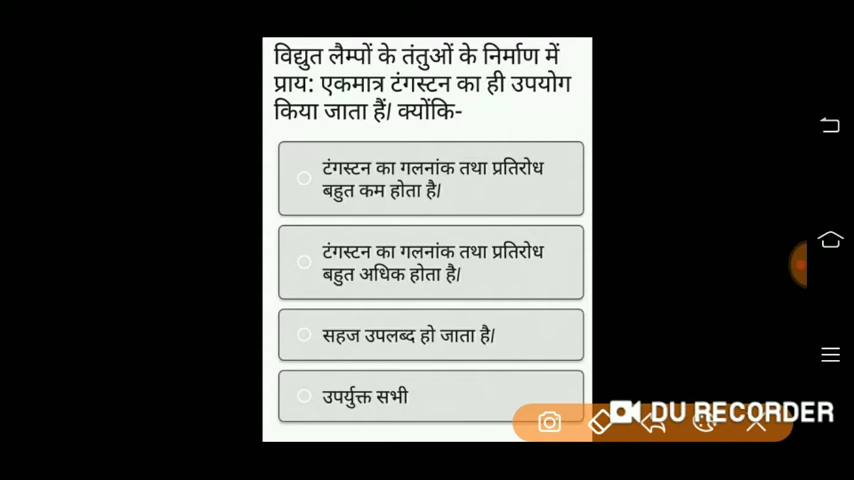 विद्युत लैम्पों के तंतुओं के निर्माण में
प्राय: एकमात्र टंगस्टन का ही उपयोग
किया जाता हैं/ क्योंकि-
टंगस्टन का गलनांक तथा प्रतिरोध
बहुत कम होता है/
टंगस्टन का गलनांक तथा प्रतिरोध
बहुत अधिक होता है/
सहज उपलब्द हो जाता है/
उपर्युक्त सभी
DU RECORDER